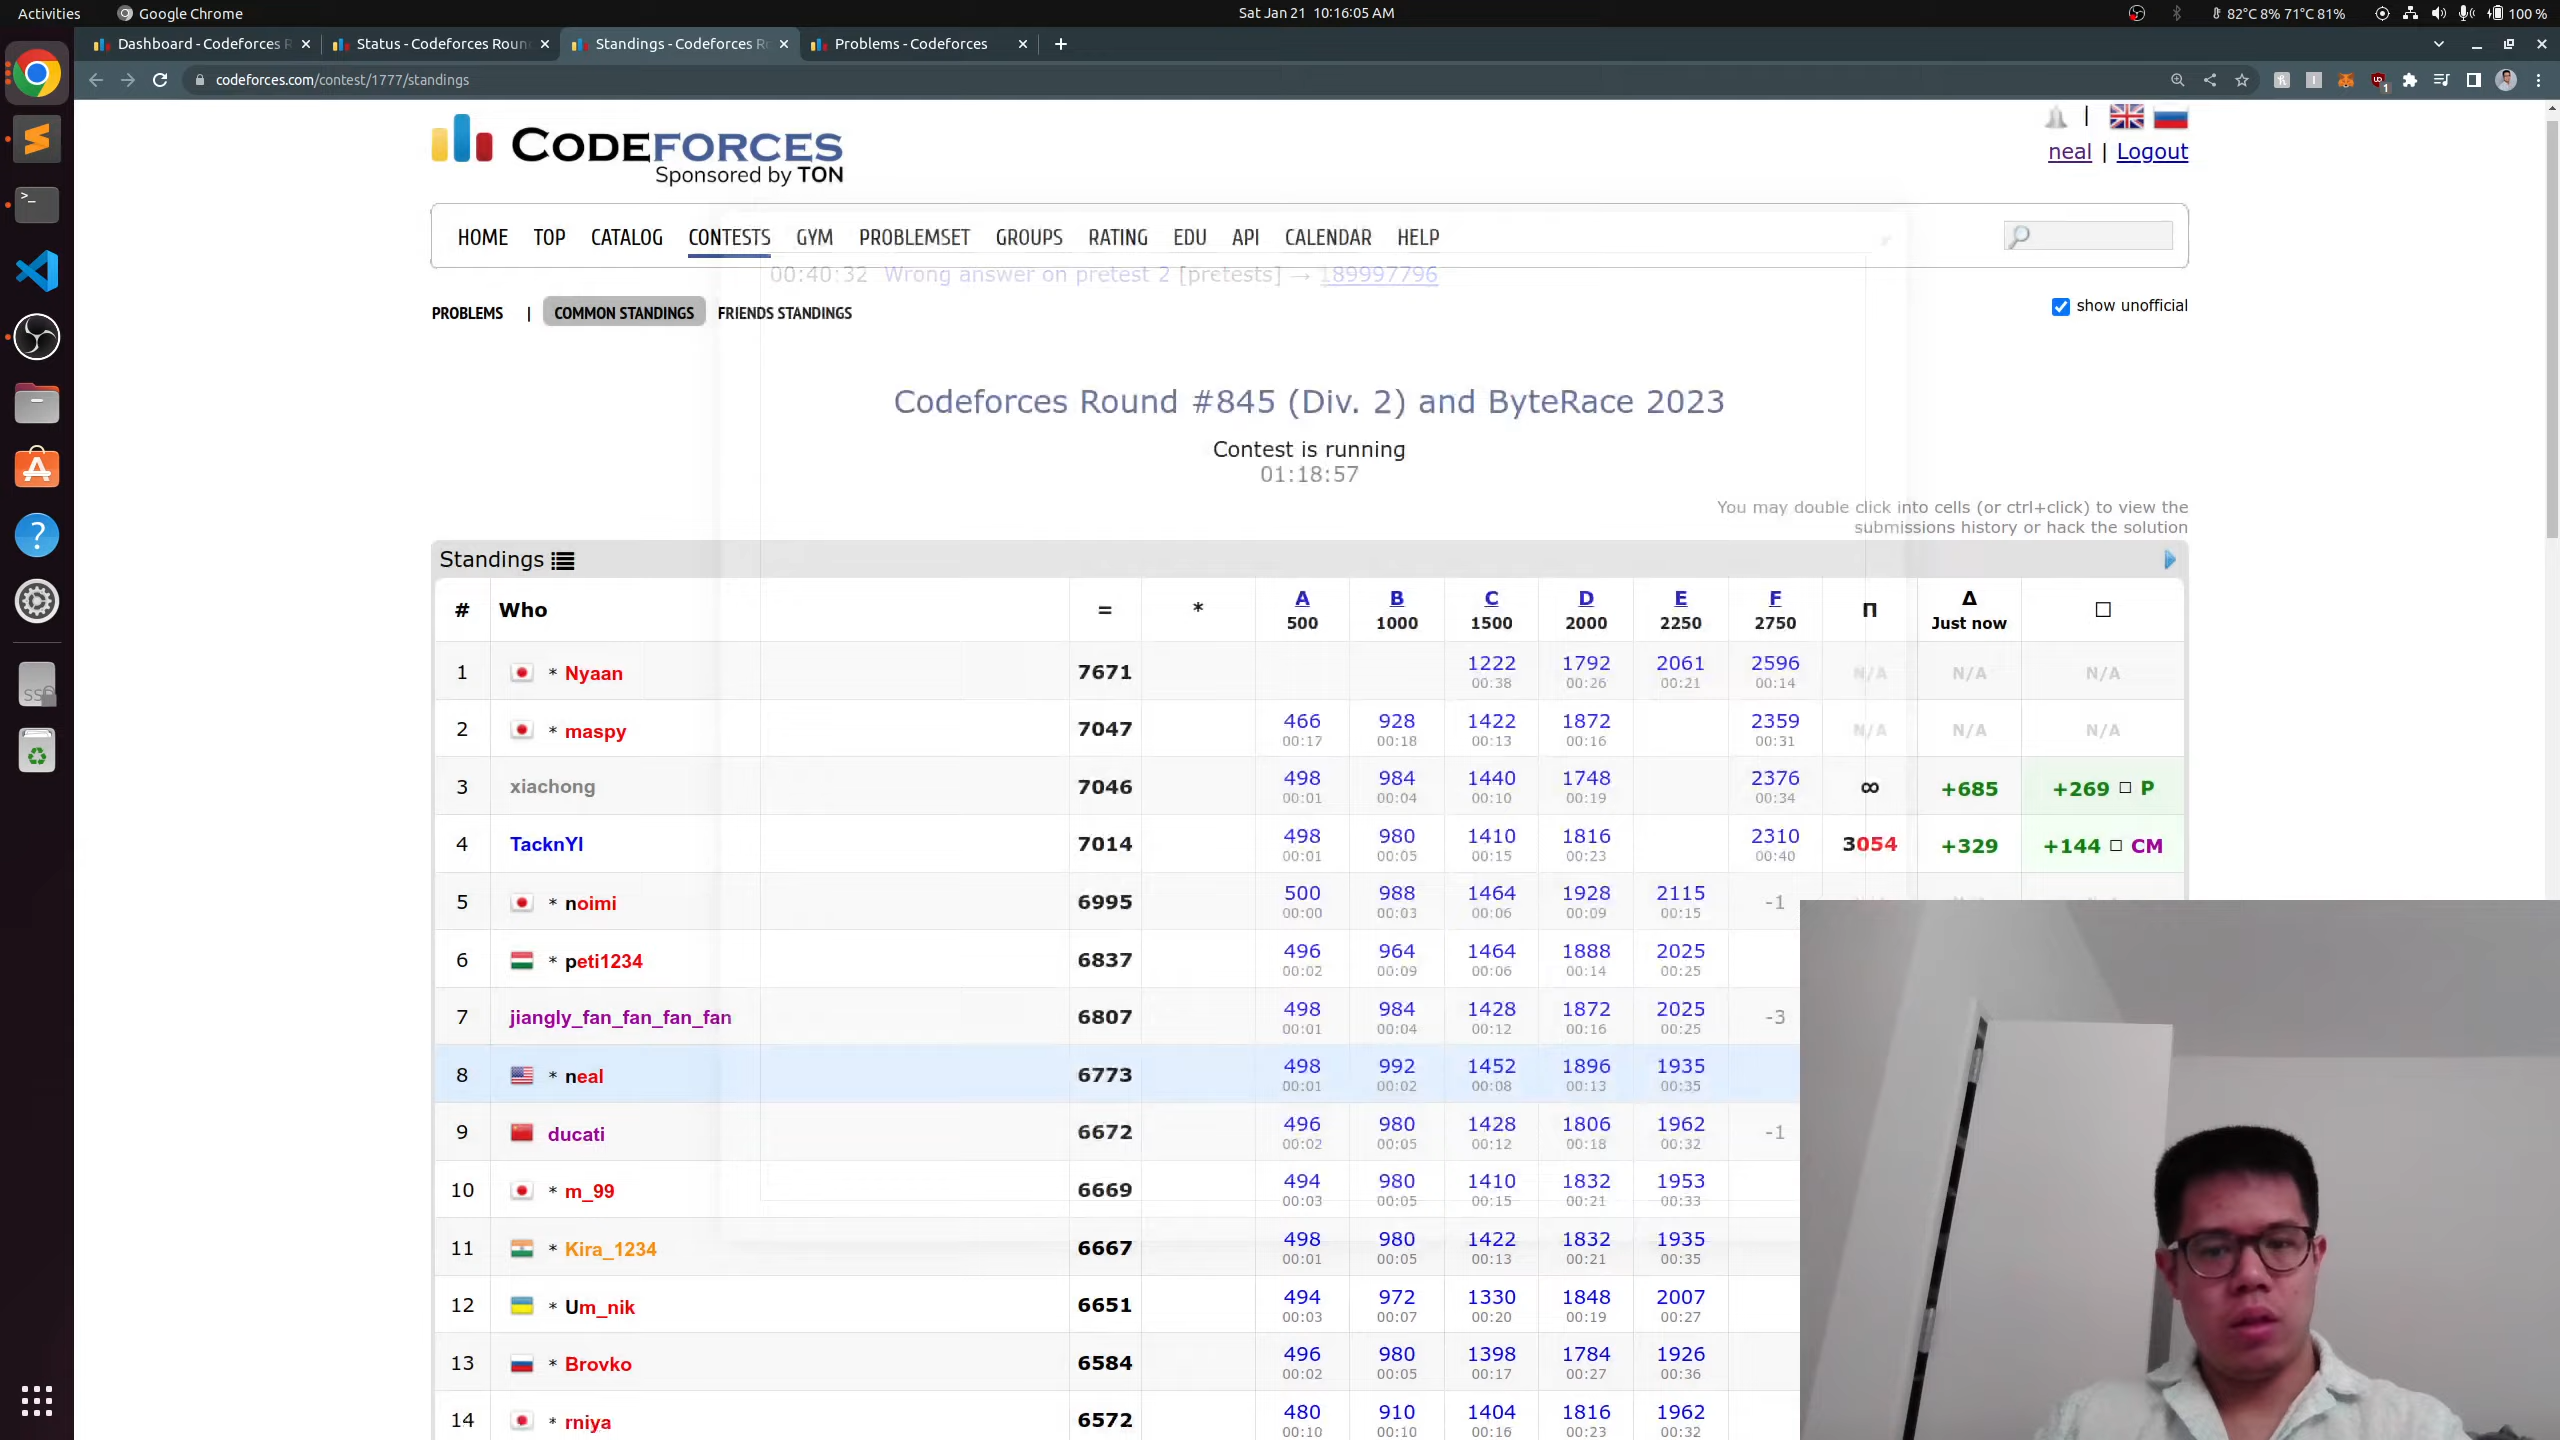 Activities Google Chrome Sat Jan 21 10:16:05 AM 82°C 8% 71°C 81% 100 %
Dashboard - Codeforces R Status - Codeforces Roun Standings - Codeforces R Problems - Codeforces
codeforces.com/contest/1777/standings
CODEFORCES
Sponsored by TON
neal | Logout
HOME TOP CATALOG CONTESTS GYM PROBLEMSET GROUPS RATING EDU API CALENDAR HELP
00:40:32 Wrong answer on pretest 2 [pretests] → 189997796
PROBLEMS | COMMON STANDINGS FRIENDS STANDINGS show unofficial
Codeforces Round #845 (Div. 2) and ByteRace 2023
Contest is running
01:18:57
You may double click into cells (or ctrl+click) to view the
submissions history or hack the solution
Standings
# Who = * A B C D E F Π Δ
500 1000 1500 2000 2250 2750 Just now
1 * Nyaan 7671 1222 1792 2061 2596 N/A N/A N/A
00:38 00:26 00:21 00:14
2 * maspy 7047 466 928 1422 1872 2359 N/A N/A N/A
00:17 00:18 00:13 00:16 00:31
3 xiachong 7046 498 984 1440 1748 2376 ∞ +685 +269 □ P
00:01 00:04 00:10 00:19 00:34
4 TacknYI 7014 498 980 1410 1816 2310 3054 +329 +144 □ CM
00:01 00:05 00:15 00:23 00:40
5 * noimi 6995 500 988 1464 1928 2115 -1
00:00 00:03 00:06 00:09 00:15
6 * peti1234 6837 496 964 1464 1888 2025
00:02 00:09 00:06 00:14 00:25
7 jiangly_fan_fan_fan_fan 6807 498 984 1428 1872 2025 -3
00:01 00:04 00:12 00:16 00:25
8 * neal 6773 498 992 1452 1896 1935
00:01 00:02 00:08 00:13 00:35
9 ducati 6672 496 980 1428 1806 1962 -1
00:02 00:05 00:12 00:18 00:32
10 * m_99 6669 494 980 1410 1832 1953
00:03 00:05 00:15 00:21 00:33
11 * Kira_1234 6667 498 980 1422 1832 1935
00:01 00:05 00:13 00:21 00:35
12 * Um_nik 6651 494 972 1330 1848 2007
00:03 00:07 00:20 00:19 00:27
13 * Brovko 6584 496 980 1398 1784 1926
00:02 00:05 00:17 00:27 00:36
14 * rniya 6572 480 910 1404 1816 1962
00:10 00:10 00:16 00:23 00:32